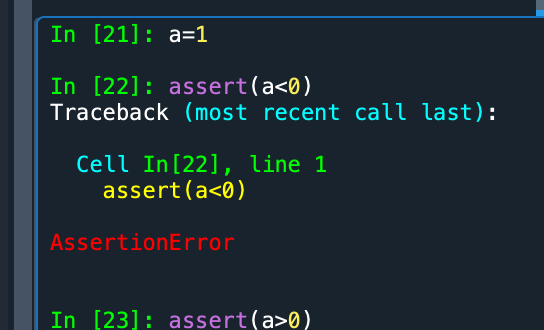 In [21]: a=1
In [22]: assert(a<0)
Traceback (most recent call last):
Cell In[22], line 1
assert(a<0)
AssertionError
In [23]: assert(a>0)